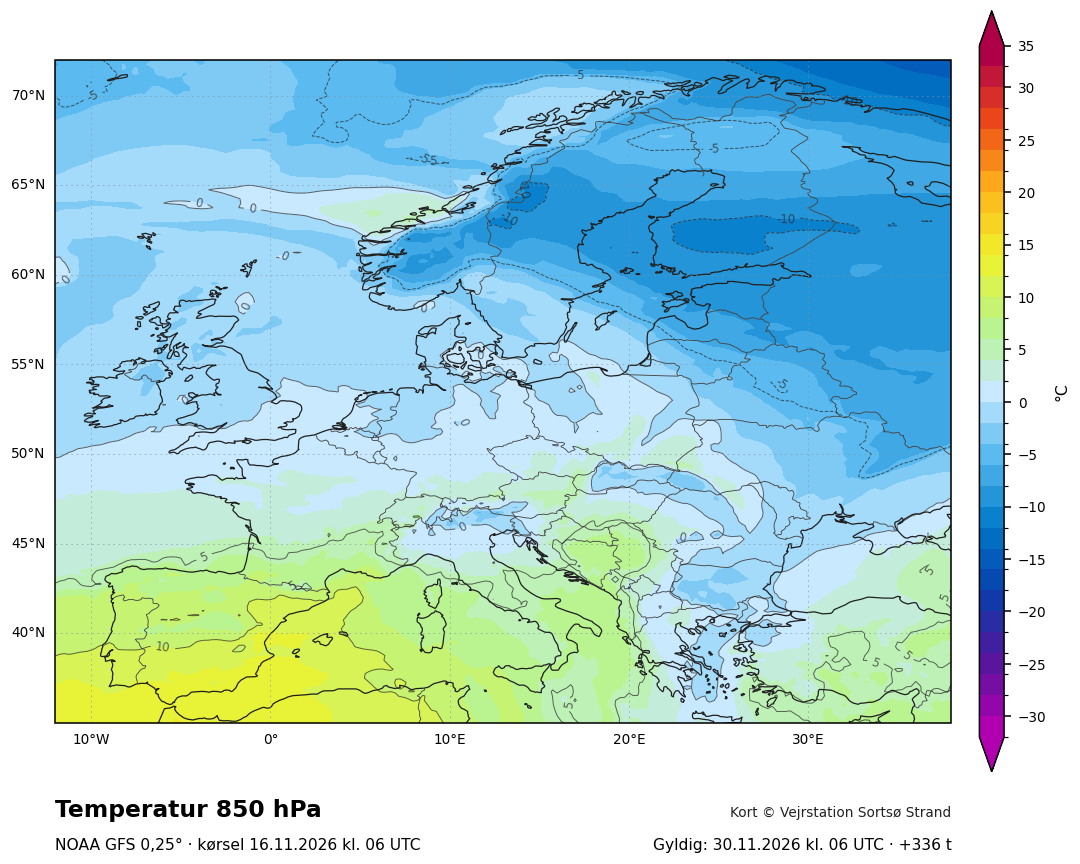 70°N
65°N
60°N
55°N
50°N
45°N
40°N
10°W
0°
10°E
20°E
30°E
35
30
25
20
15
10
5
0
−5
−10
−15
−20
−25
−30
°C
Temperatur 850 hPa
Kort © Vejrstation Sortsø Strand
NOAA GFS 0,25° · kørsel 16.11.2026 kl. 06 UTC
Gyldig: 30.11.2026 kl. 06 UTC · +336 t